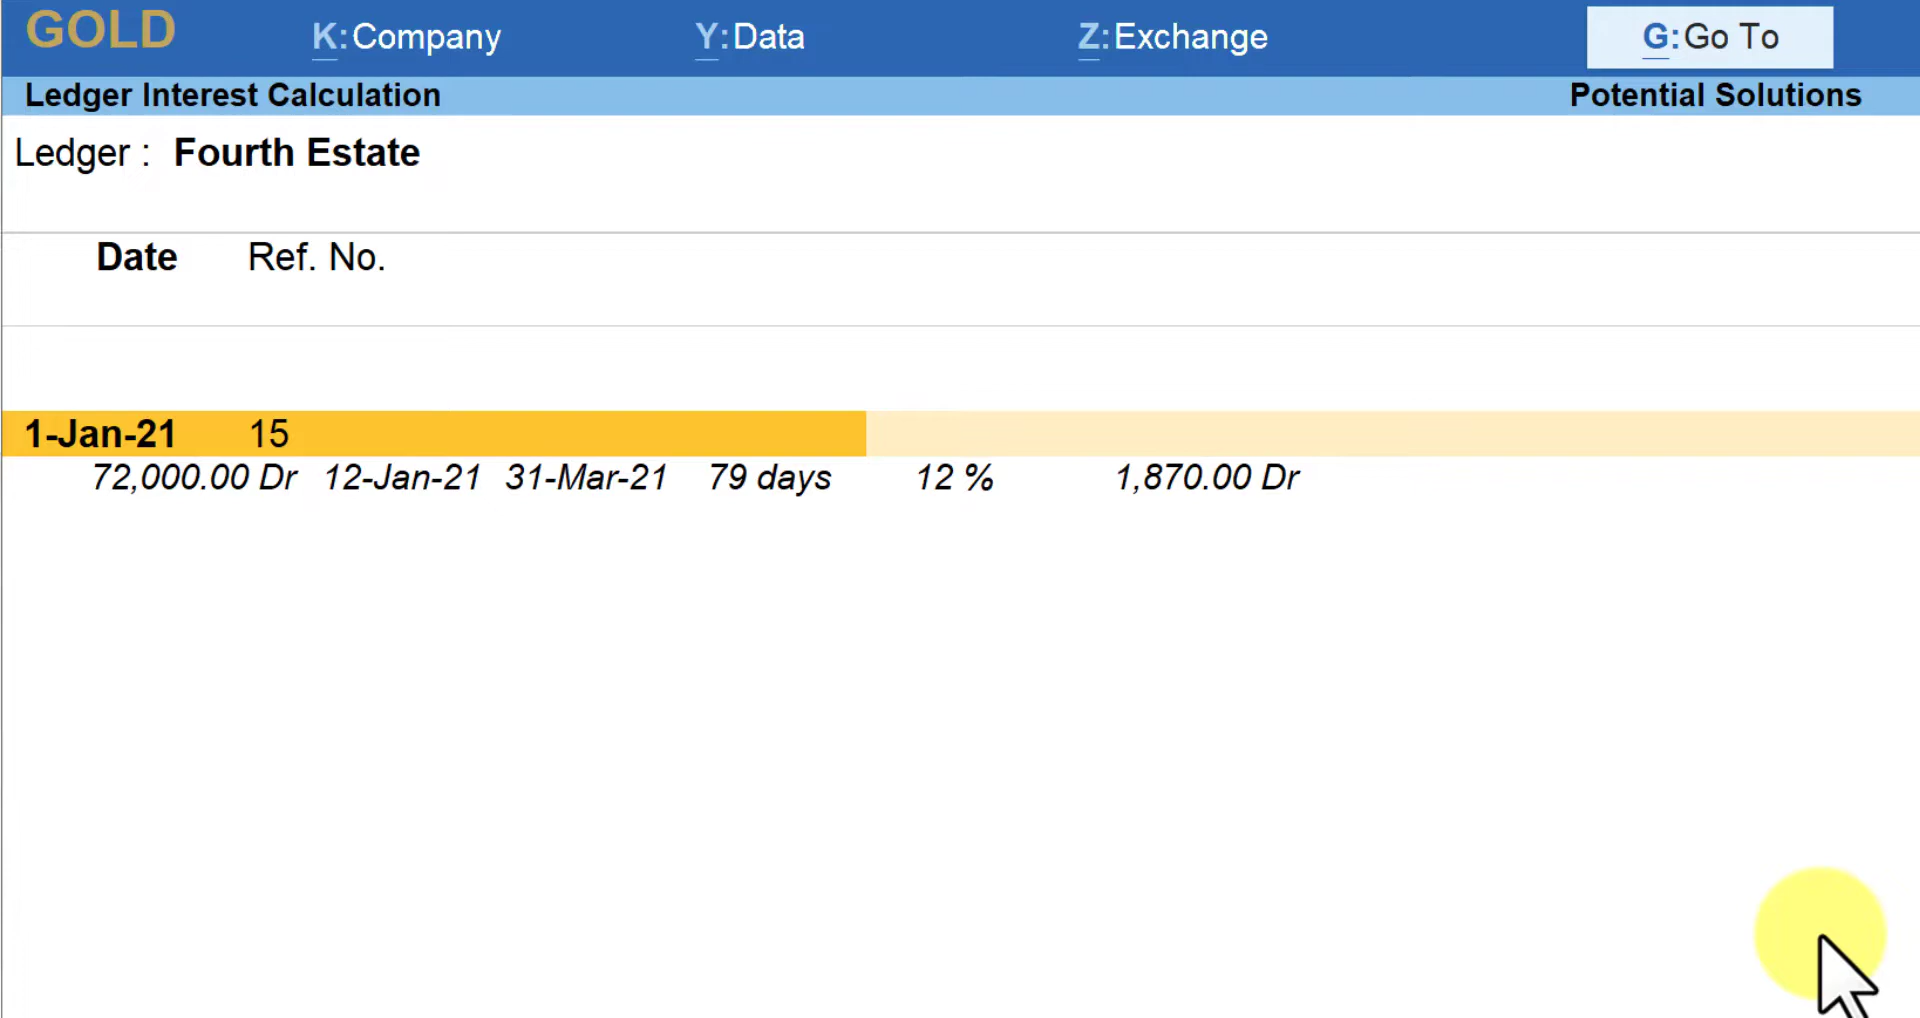 GOLD K:Company Y:Data Z:Exchange G:Go To
Ledger Interest Calculation Potential Solutions
Ledger : Fourth Estate
Date Ref. No.
1-Jan-21 15
72,000.00 Dr 12-Jan-21 31-Mar-21 79 days 12 % 1,870.00 Dr